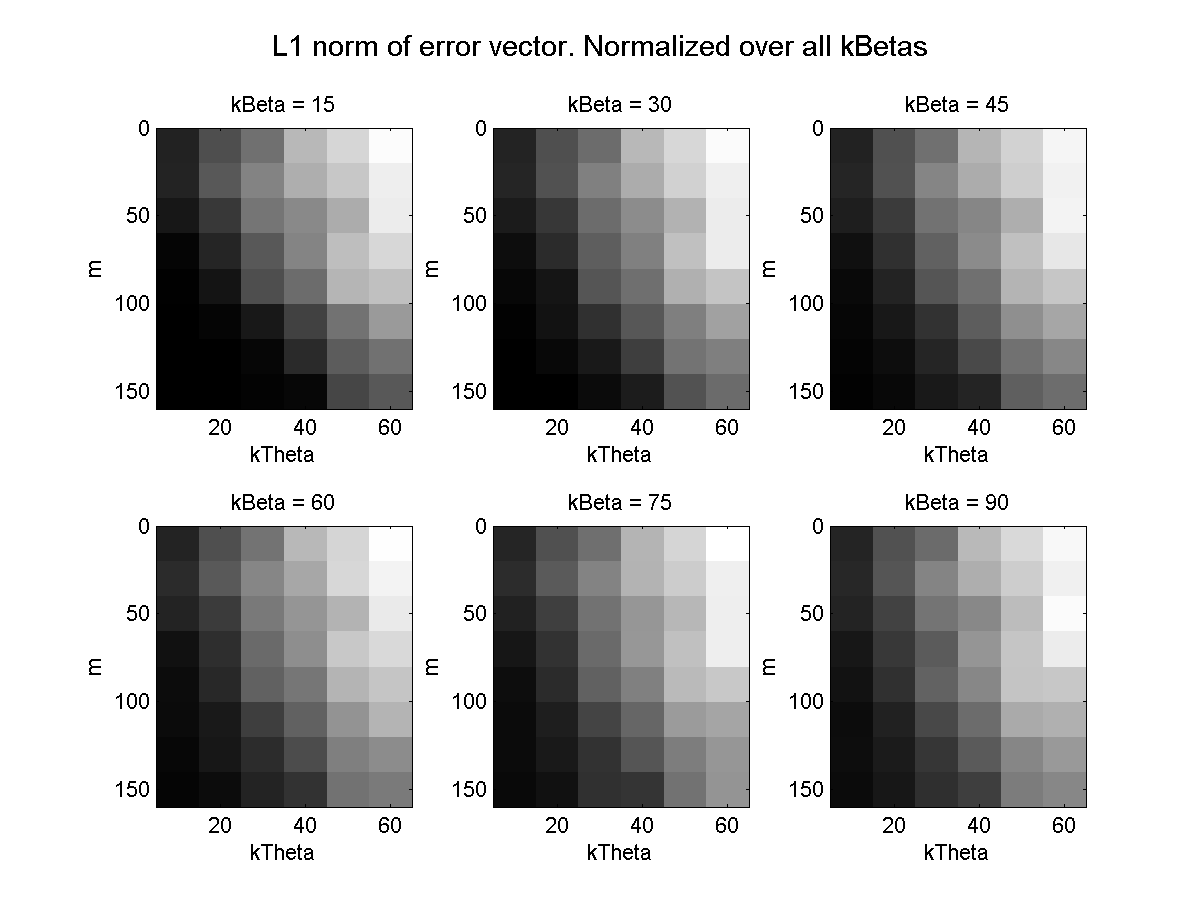 L1 norm of error vector. Normalized over all kBetas
kBeta = 15
kBeta = 30
kBeta = 45
0
50
100
150
m
20 40 60
kTheta
0
50
100
150
m
20 40 60
kTheta
0
50
100
150
m
20 40 60
kTheta
kBeta = 60
kBeta = 75
kBeta = 90
0
50
100
150
m
20 40 60
kTheta
0
50
100
150
m
20 40 60
kTheta
0
50
100
150
m
20 40 60
kTheta